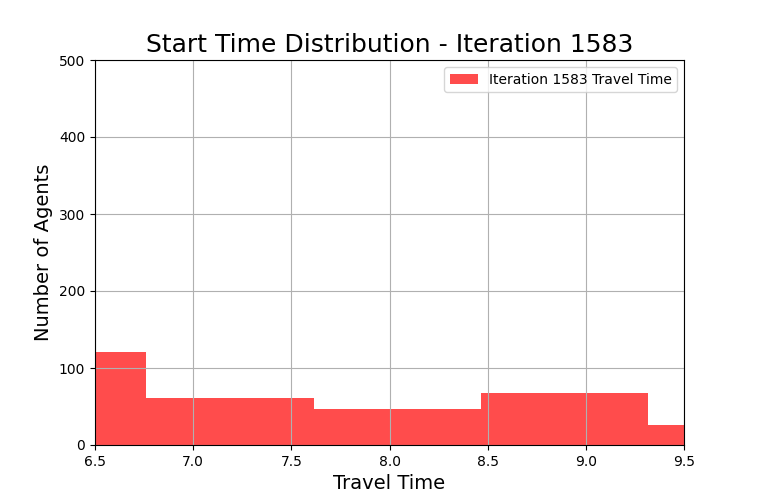 Start Time Distribution - Iteration 1583
Iteration 1583 Travel Time
Number of Agents
500
400
300
200
100
0
6.5 7.0 7.5 8.0 8.5 9.0 9.5
Travel Time